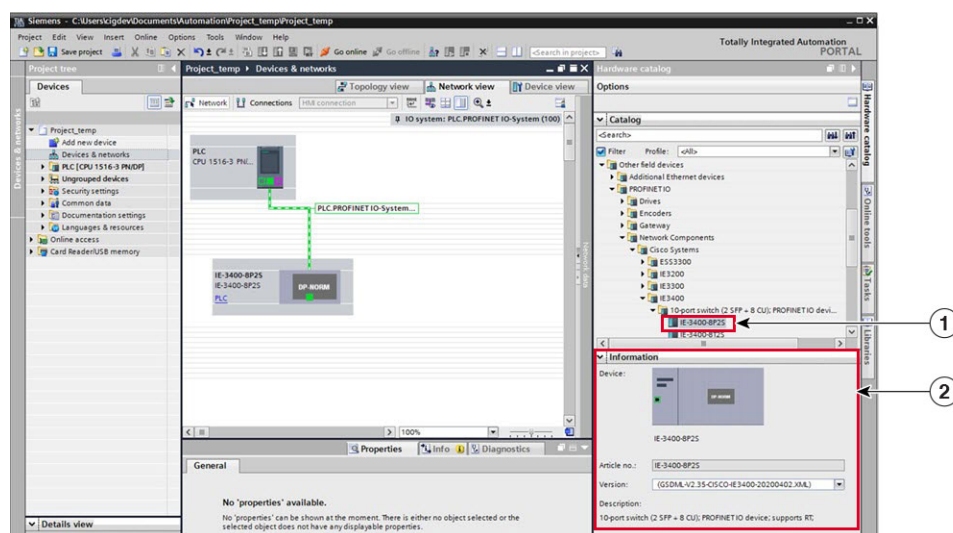 Siemens - C:\Users\cigdev\Documents\Automation\Project_temp\Project_temp
Project Edit View Insert Online Options Tools Window Help
Totally Integrated Automation
PORTAL
Save project
Go online
Go offline
<Search in project>
Project tree
Project_temp ▸ Devices & networks
Hardware catalog
Devices
Topology view
Network view
Device view
Options
Network
Connections
HMI connection
IO system: PLC.PROFINET IO-System (100)
Project_temp
Add new device
Devices & networks
PLC [CPU 1516-3 PN/DP]
Ungrouped devices
Security settings
Common data
Documentation settings
Languages & resources
Online access
Card Reader/USB memory
Details view
Devices & networks
PLC
CPU 1516-3 PN/...
PLC.PROFINET IO-System...
IE-3400-8P2S
IE-3400-8P2S
PLC
DP-NORM
Network data
100%
Properties
Info
Diagnostics
General
No 'properties' available.
No 'properties' can be shown at the moment. There is either no object selected or the
selected object does not have any displayable properties.
Catalog
<Search>
Filter
Profile:
<All>
Other field devices
Additional Ethernet devices
PROFINET IO
Drives
Encoders
Gateway
Network Components
Cisco Systems
ESS3300
IE3200
IE3300
IE3400
10-port switch (2 SFP + 8 CU); PROFINET IO devi...
IE-3400-8P2S
IE-3400-8T2S
Information
Device:
DP-NORM
IE-3400-8P2S
Article no.:
IE-3400-8P2S
Version:
(GSDML-V2.35-CISCO-IE3400-20200402.XML)
Description:
10-port switch (2 SFP + 8 CU); PROFINET IO device; supports RT;
Hardware catalog
Online tools
Tasks
Libraries
1
2